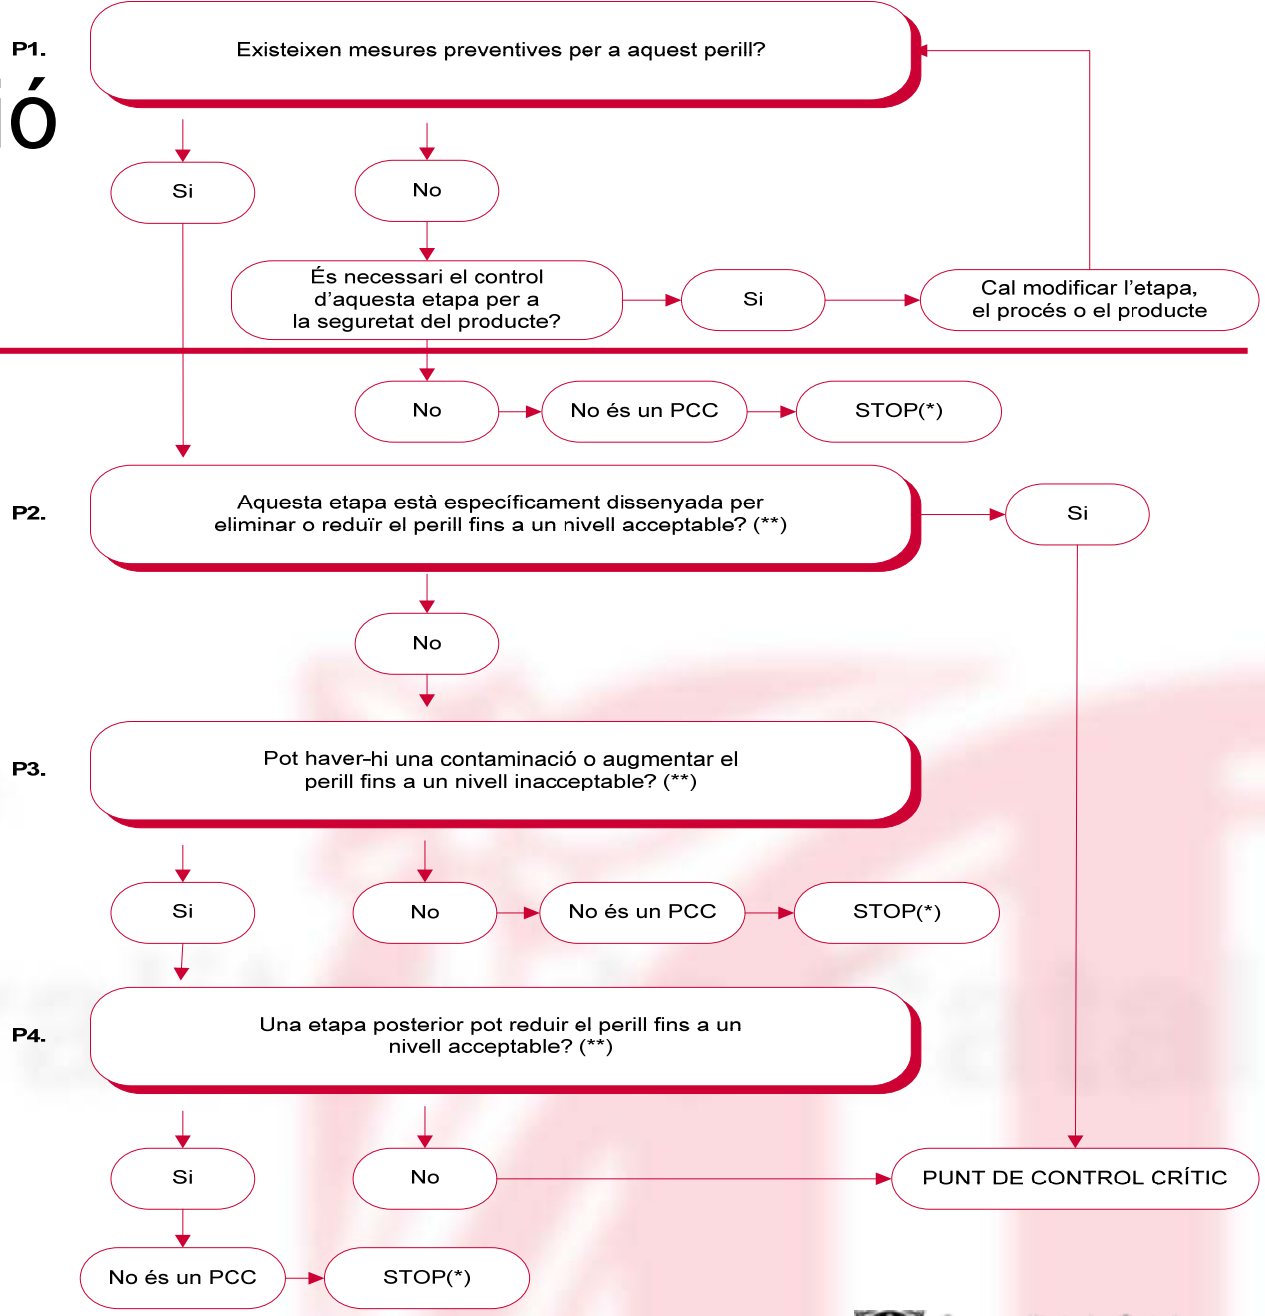 P1.
Existeixen mesures preventives per a aquest perill?
ió
Si
No
És necessari el control
d'aquesta etapa per a
la seguretat del producte?
Si
Cal modificar l'etapa,
el procés o el producte
No
No és un PCC
STOP(*)
P2.
Aquesta etapa està específicament dissenyada per
eliminar o reduïr el perill fins a un nivell acceptable? (**)
Si
No
P3.
Pot haver-hi una contaminació o augmentar el
perill fins a un nivell inacceptable? (**)
Si
No
No és un PCC
STOP(*)
P4.
Una etapa posterior pot reduir el perill fins a un
nivell acceptable? (**)
Si
No
PUNT DE CONTROL CRÍTIC
No és un PCC
STOP(*)